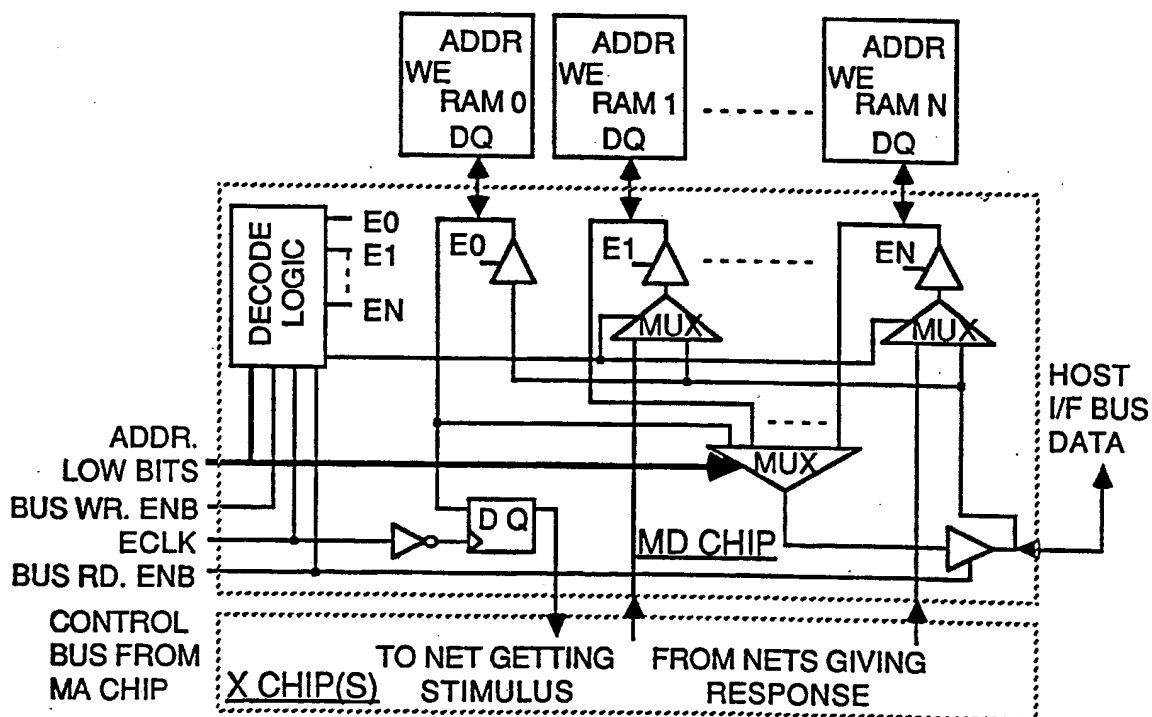 ADDR
WE
RAM 0
DQ
ADDR
WE
RAM 1
DQ
ADDR
WE
RAM N
DQ
DECODE
LOGIC
E0
E1
EN
E0
E1
EN
MUX
MUX
HOST
I/F BUS
DATA
ADDR.
LOW BITS
MUX
BUS WR. ENB
D Q
ECLK
MD CHIP
BUS RD. ENB
CONTROL
BUS FROM
MA CHIP
X CHIP(S)
TO NET GETTING
STIMULUS
FROM NETS GIVING
RESPONSE